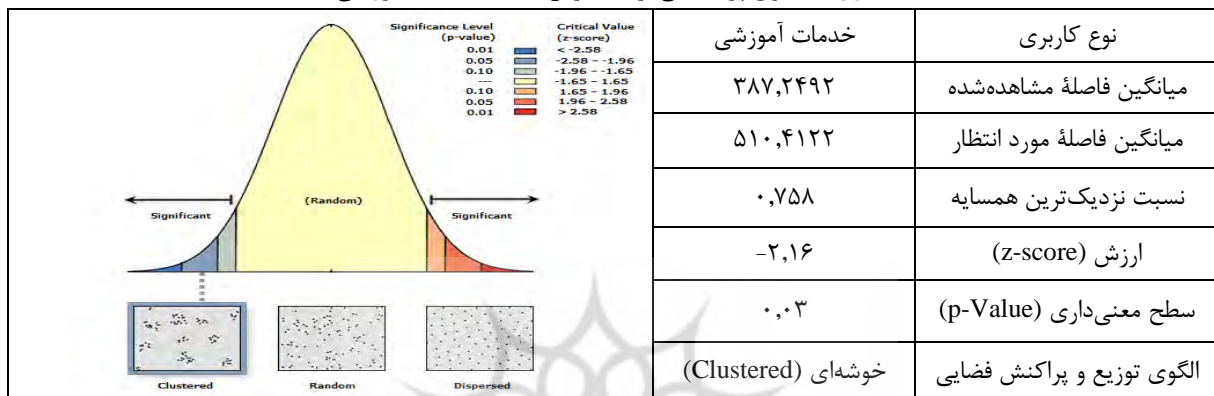 نوع کاربری
خدمات آموزشی
میانگین فاصلهٔ مشاهده‌شده
۳۸۷,۲۴۹۲
میانگین فاصلهٔ مورد انتظار
۵۱۰,۴۱۲۲
نسبت نزدیک‌ترین همسایه
۰,۷۵۸
ارزش (z-score)
-۲,۱۶
سطح معنی‌داری (p-Value)
۰,۰۳
الگوی توزیع و پراکنش فضایی
خوشه‌ای (Clustered)
Significance Level Critical Value
(p-value) (z-score)
0.01 < -2.58
0.05 -2.58 - -1.96
0.10 -1.96 - -1.65
--- -1.65 - 1.65
0.10 1.65 - 1.96
0.05 1.96 - 2.58
0.01 > 2.58
(Random)
Significant Significant
Clustered Random Dispersed